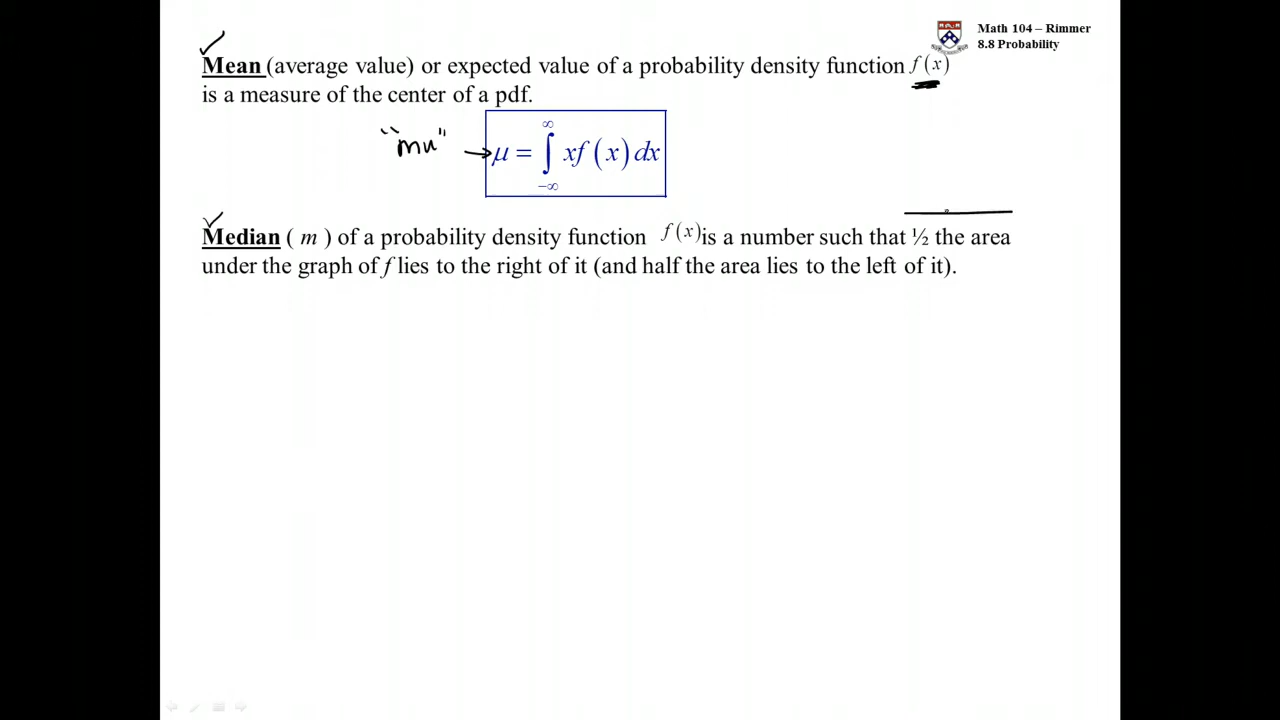 Math 104 – Rimmer
8.8 Probability
Mean (average value) or expected value of a probability density function f(x)
is a measure of the center of a pdf.
"mu" → μ = ∫_{-∞}^{∞} xf(x)dx
Median ( m ) of a probability density function f(x) is a number such that ½ the area
under the graph of f lies to the right of it (and half the area lies to the left of it).